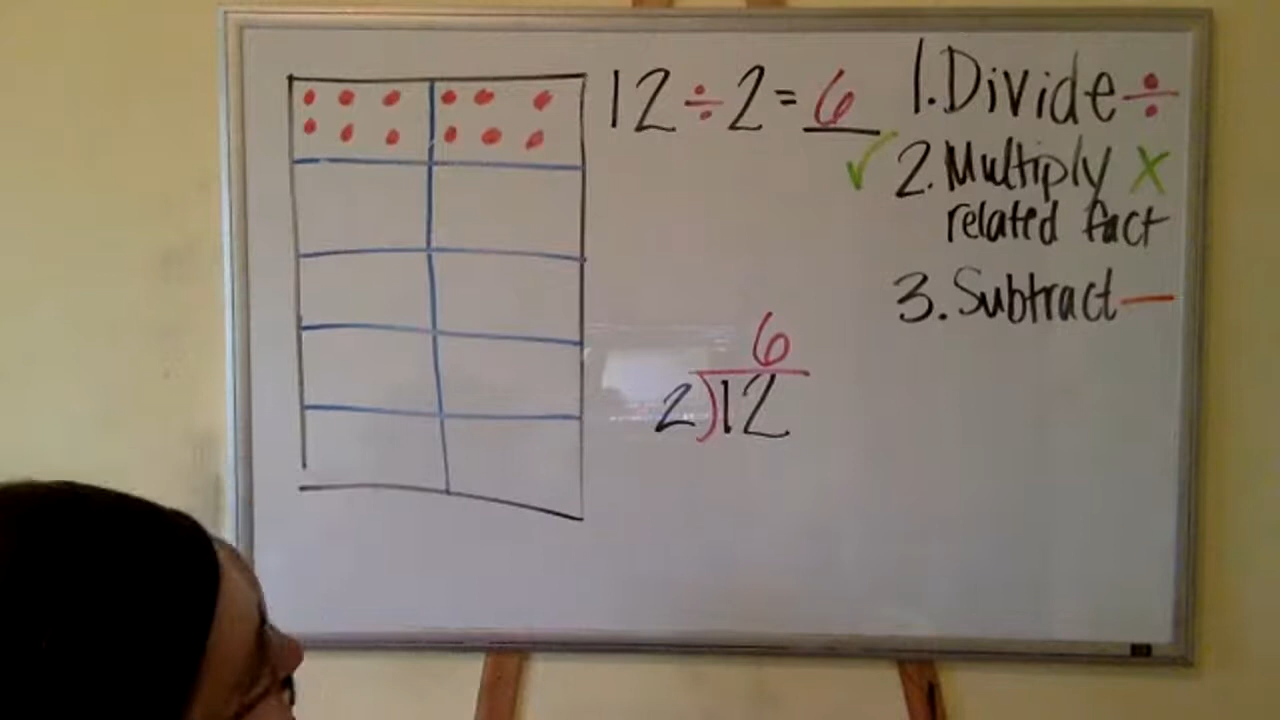 12 ÷ 2 = 6
1. Divide ÷
✓ 2. Multiply X
related fact
3. Subtract —
6
2)12